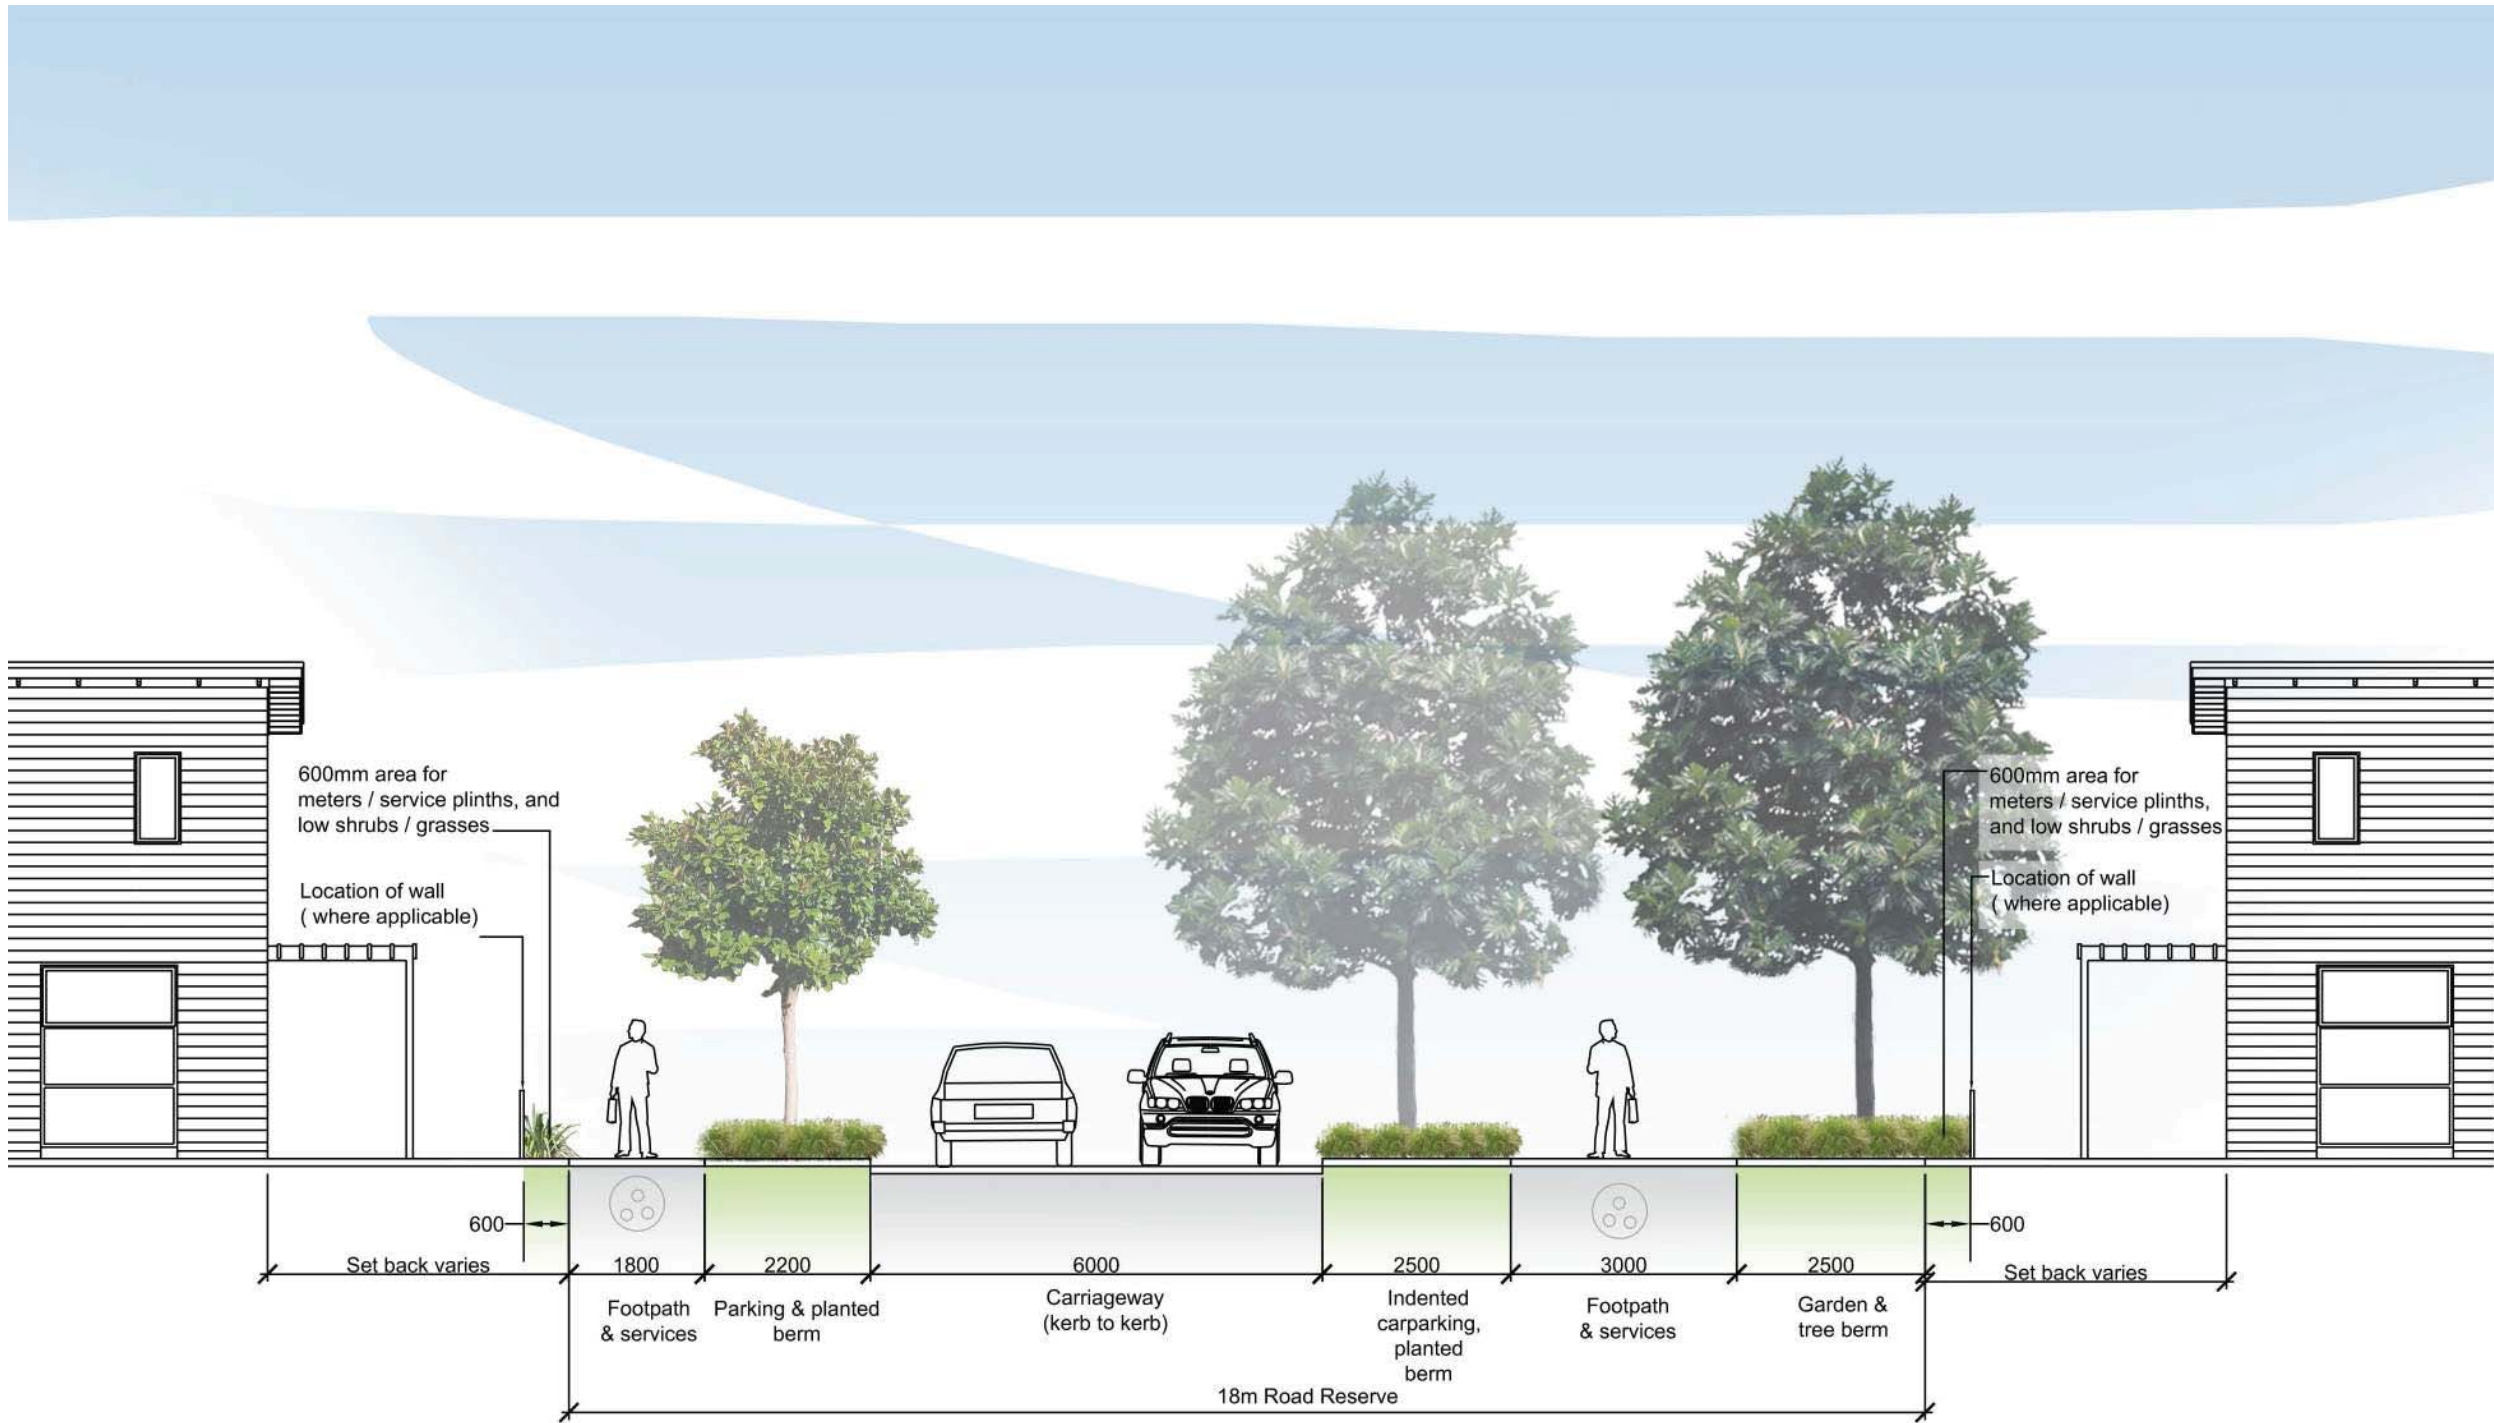 600mm area for
meters / service plinths, and
low shrubs / grasses
Location of wall
( where applicable)
600mm area for
meters / service plinths,
and low shrubs / grasses
Location of wall
( where applicable)
600
600
Set back varies
1800
2200
6000
2500
3000
2500
Set back varies
Footpath
& services
Parking & planted
berm
Carriageway
(kerb to kerb)
Indented
carparking,
planted
berm
Footpath
& services
Garden &
tree berm
18m Road Reserve